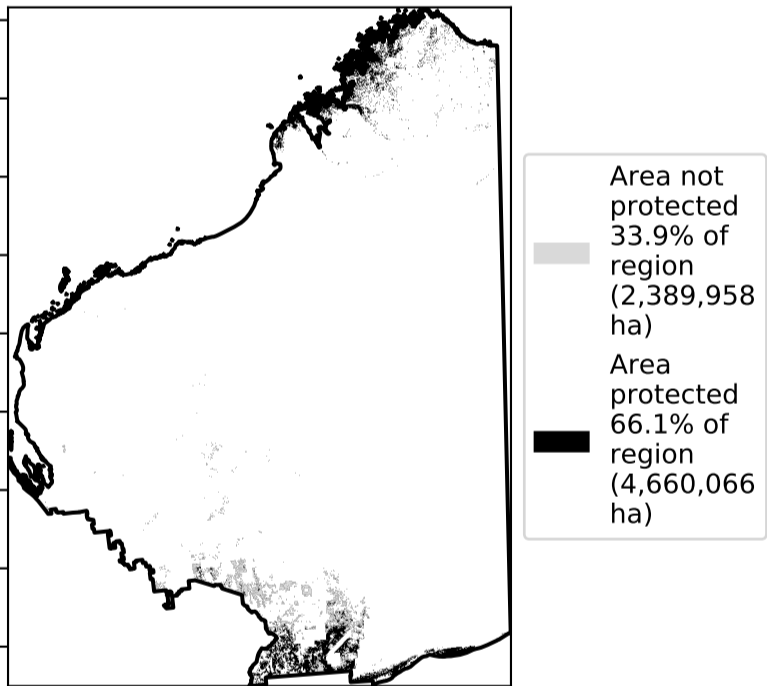 Area not
protected
33.9% of
region
(2,389,958
ha)
Area
protected
66.1% of
region
(4,660,066
ha)